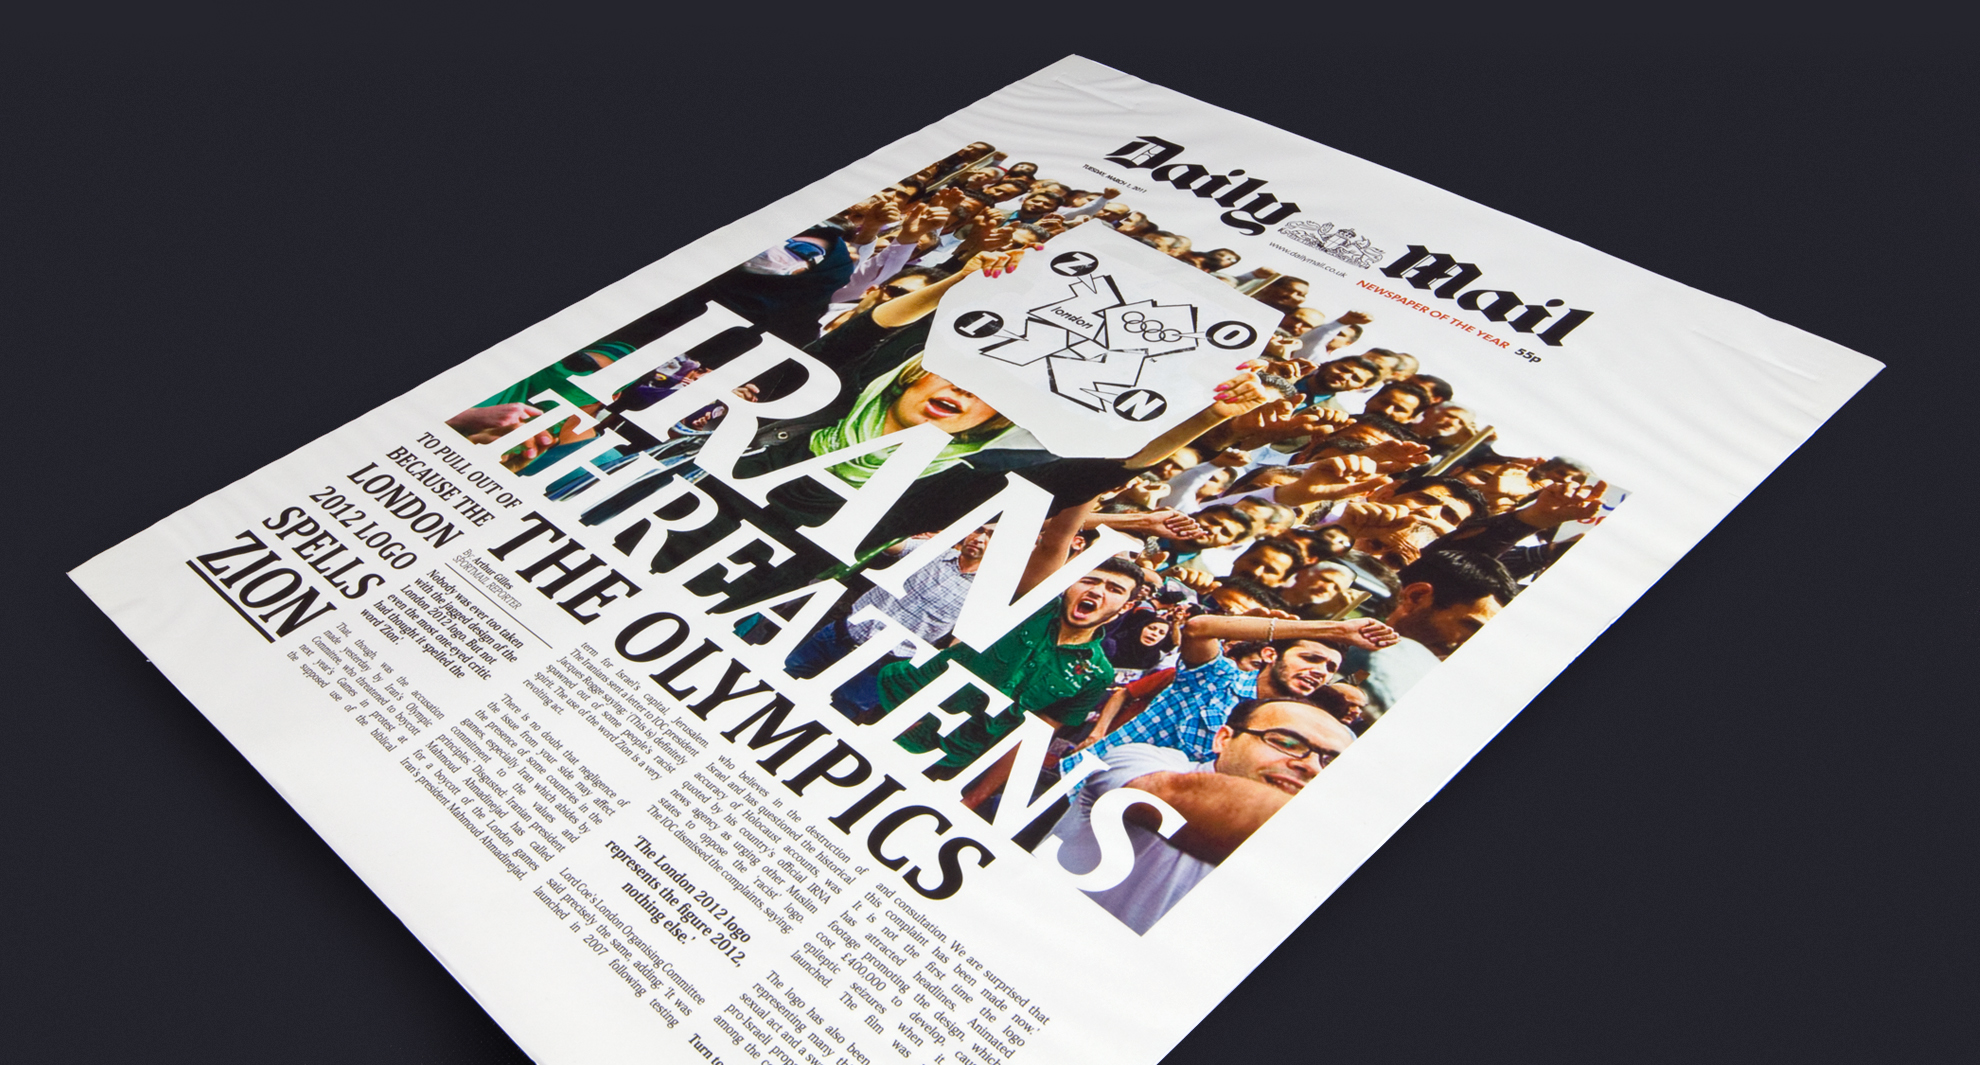 Daily Mail
TUESDAY, MARCH 1, 2011
www.dailymail.co.uk
NEWSPAPER OF THE YEAR 55p
Z
I
O
N
london
IRAN
THREATENS
THE OLYMPICS
TO PULL OUT OF
BECAUSE THE
LONDON
2012 LOGO
SPELLS
ZION
By Arthur Gilles
SPORTMAIL REPORTER
Nobody was ever too taken
with the jagged design of the
London 2012 logo. But not
even the most one-eyed critic
had thought it spelled the
word 'Zion'.
That, though, was the accusation
made yesterday by Iran's Olympic
Committee, who threatened to boycott
next year's Games in protest at
the supposed use of the biblical
term for Israel's capital, Jerusalem.
The Iranians sent a letter to IOC president
Jacques Rogge saying: '(This is) definitely
spawned out of some people's racist
spirit. The use of the word Zion is a very
revolting act.
'There is no doubt that negligence of
the issue from your side may affect
the presence of some countries in the
games, especially Iran which abides by
commitment to the values and
principles.' Disgusted: Iranian president
Mahmoud Ahmadinejad has called
for a boycott of the London games
Iran's president Mahmoud Ahmadinejad,
who believes in the destruction of
Israel and has questioned the historical
accuracy of Holocaust accounts, was
quoted by his country's official IRNA
news agency as urging other Muslim
states to oppose the 'racist' logo.
The IOC dismissed the complaints, saying:
'The London 2012 logo
represents the figure 2012,
nothing else.'
Lord Coe's London Organising Committee
said precisely the same, adding: 'It was
launched in 2007 following testing
and consultation. We are surprised that
this complaint has been made now.'
It is not the first time the logo
has attracted headlines. Animated
footage promoting the design, which
cost £400,000 to develop,
epileptic seizures when it
launched. The film was
The logo has also been
representing many
sexual act and a
pro-Israeli
among the
Turn to